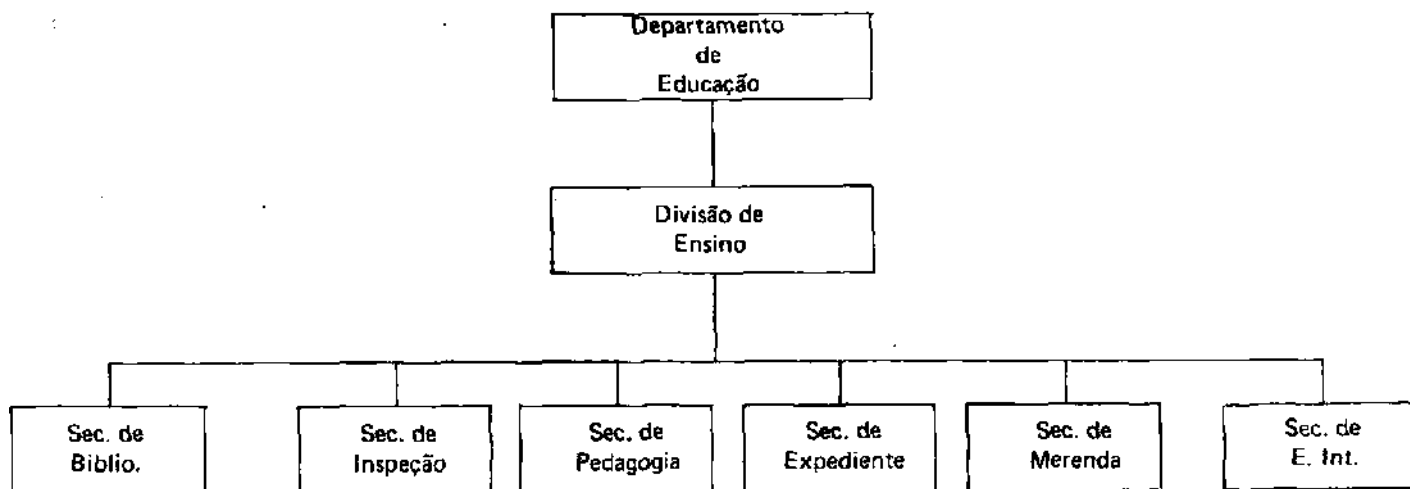 Departamento
de
Educação
Divisão de
Ensino
Sec. de
Biblio.
Sec. de
Inspeção
Sec. de
Pedagogia
Sec. de
Expediente
Sec. de
Merenda
Sec. de
E. Int.